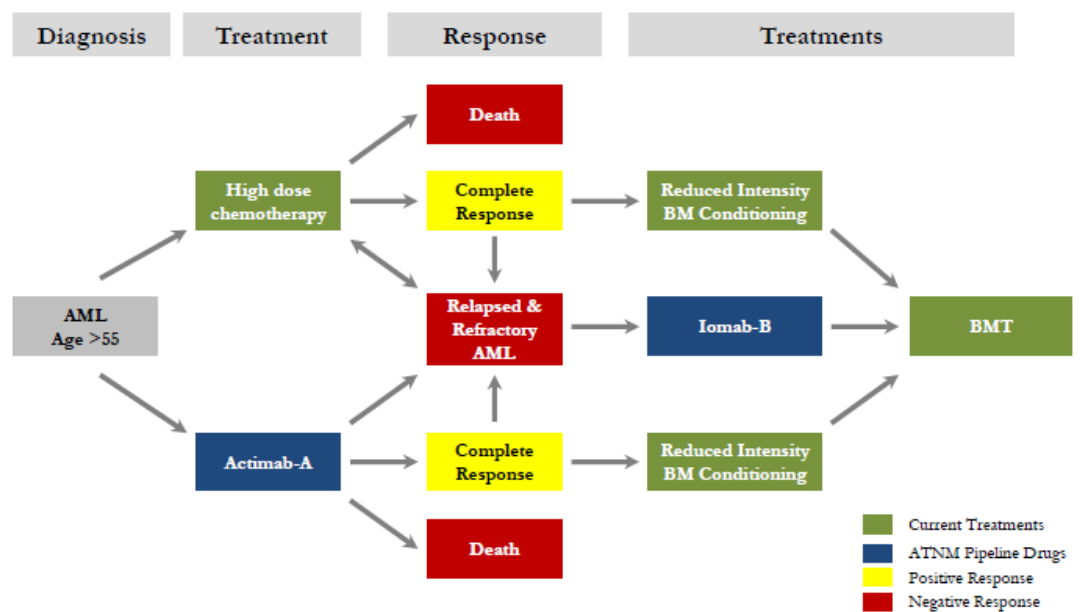 Diagnosis
Treatment
Response
Treatments
Death
High dose
chemotherapy
Complete
Response
Reduced Intensity
BM Conditioning
AML
Age >55
Relapsed &
Refractory
AML
Iomab-B
BMT
Actimab-A
Complete
Response
Reduced Intensity
BM Conditioning
Death
Current Treatments
ATNM Pipeline Drugs
Positive Response
Negative Response